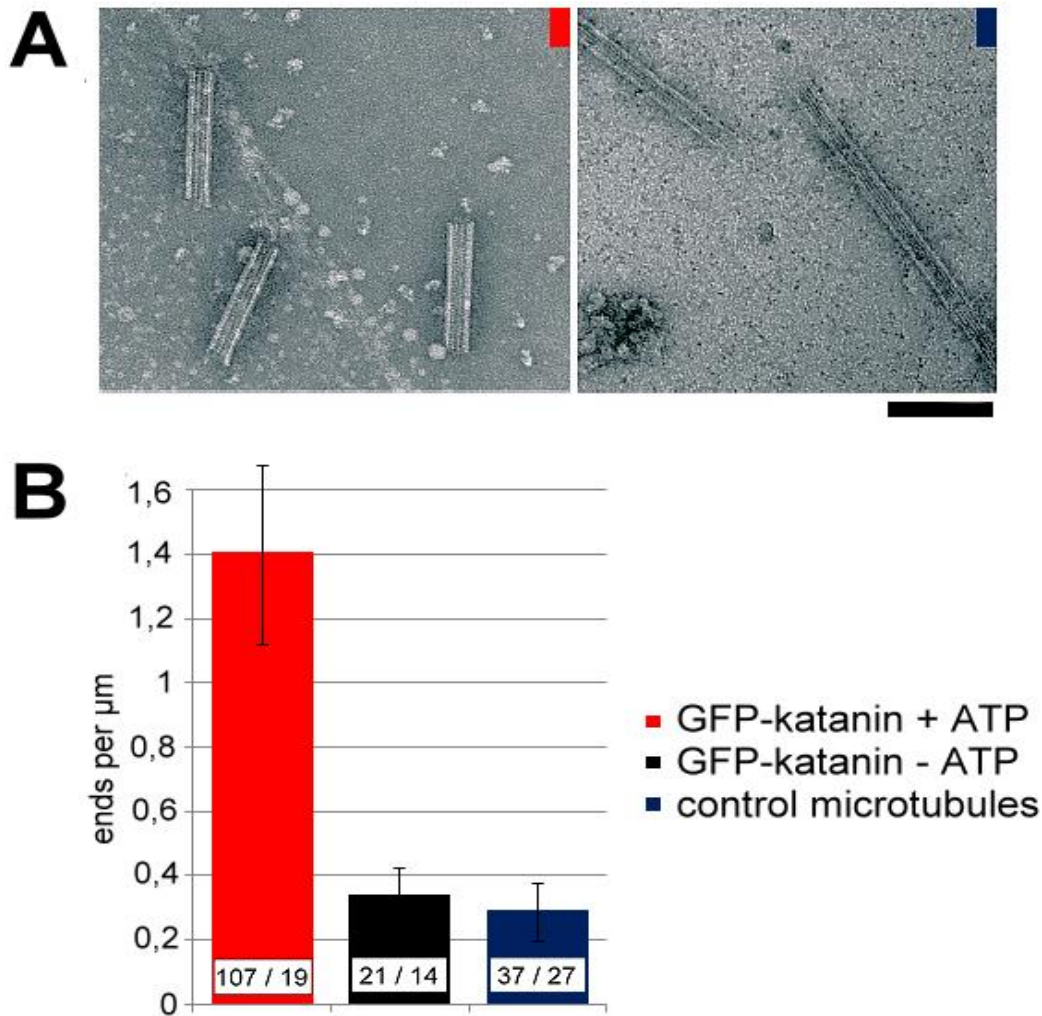 A
B
1,6
1,4
1,2
1
0,8
0,6
0,4
0,2
0
ends per µm
107 / 19
21 / 14
37 / 27
GFP-katanin + ATP
GFP-katanin - ATP
control microtubules